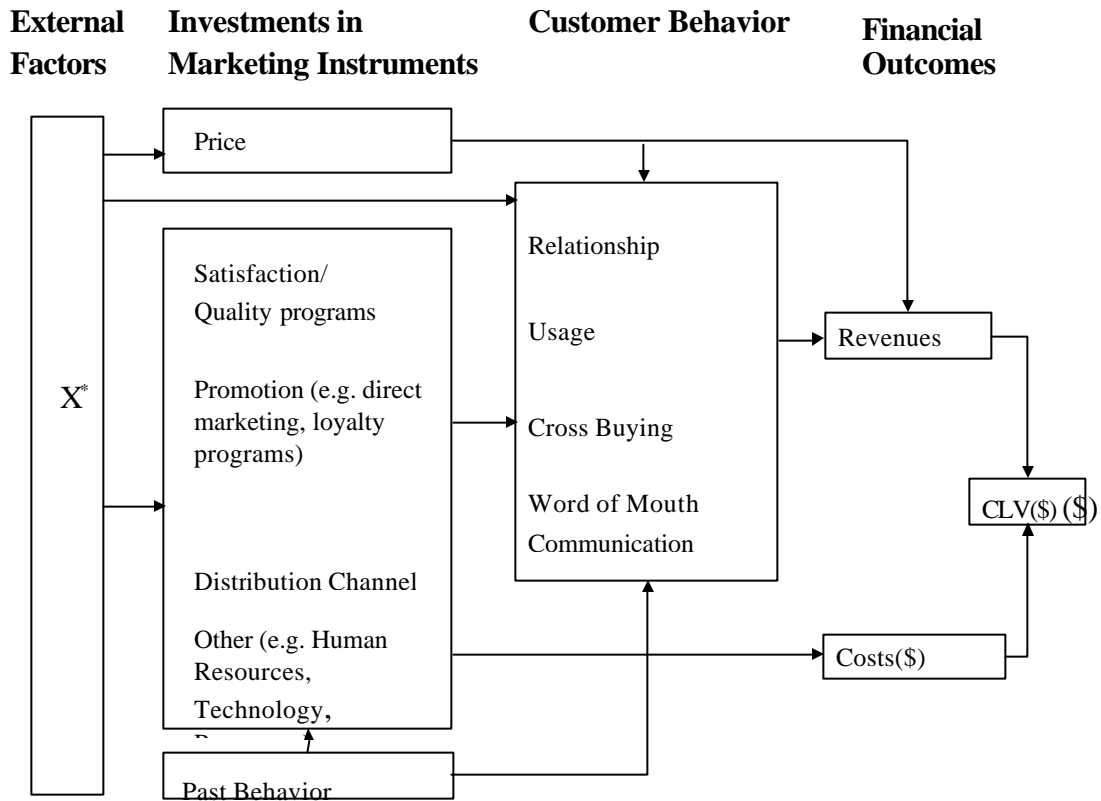 External
Factors
Investments in
Marketing Instruments
Customer Behavior
Financial
Outcomes
X*
Price
Satisfaction/
Quality programs
Promotion (e.g. direct
marketing, loyalty
programs)
Distribution Channel
Other (e.g. Human
Resources,
Technology,
Past Behavior
Relationship
Usage
Cross Buying
Word of Mouth
Communication
Revenues
Costs($)
CLV($) ($)